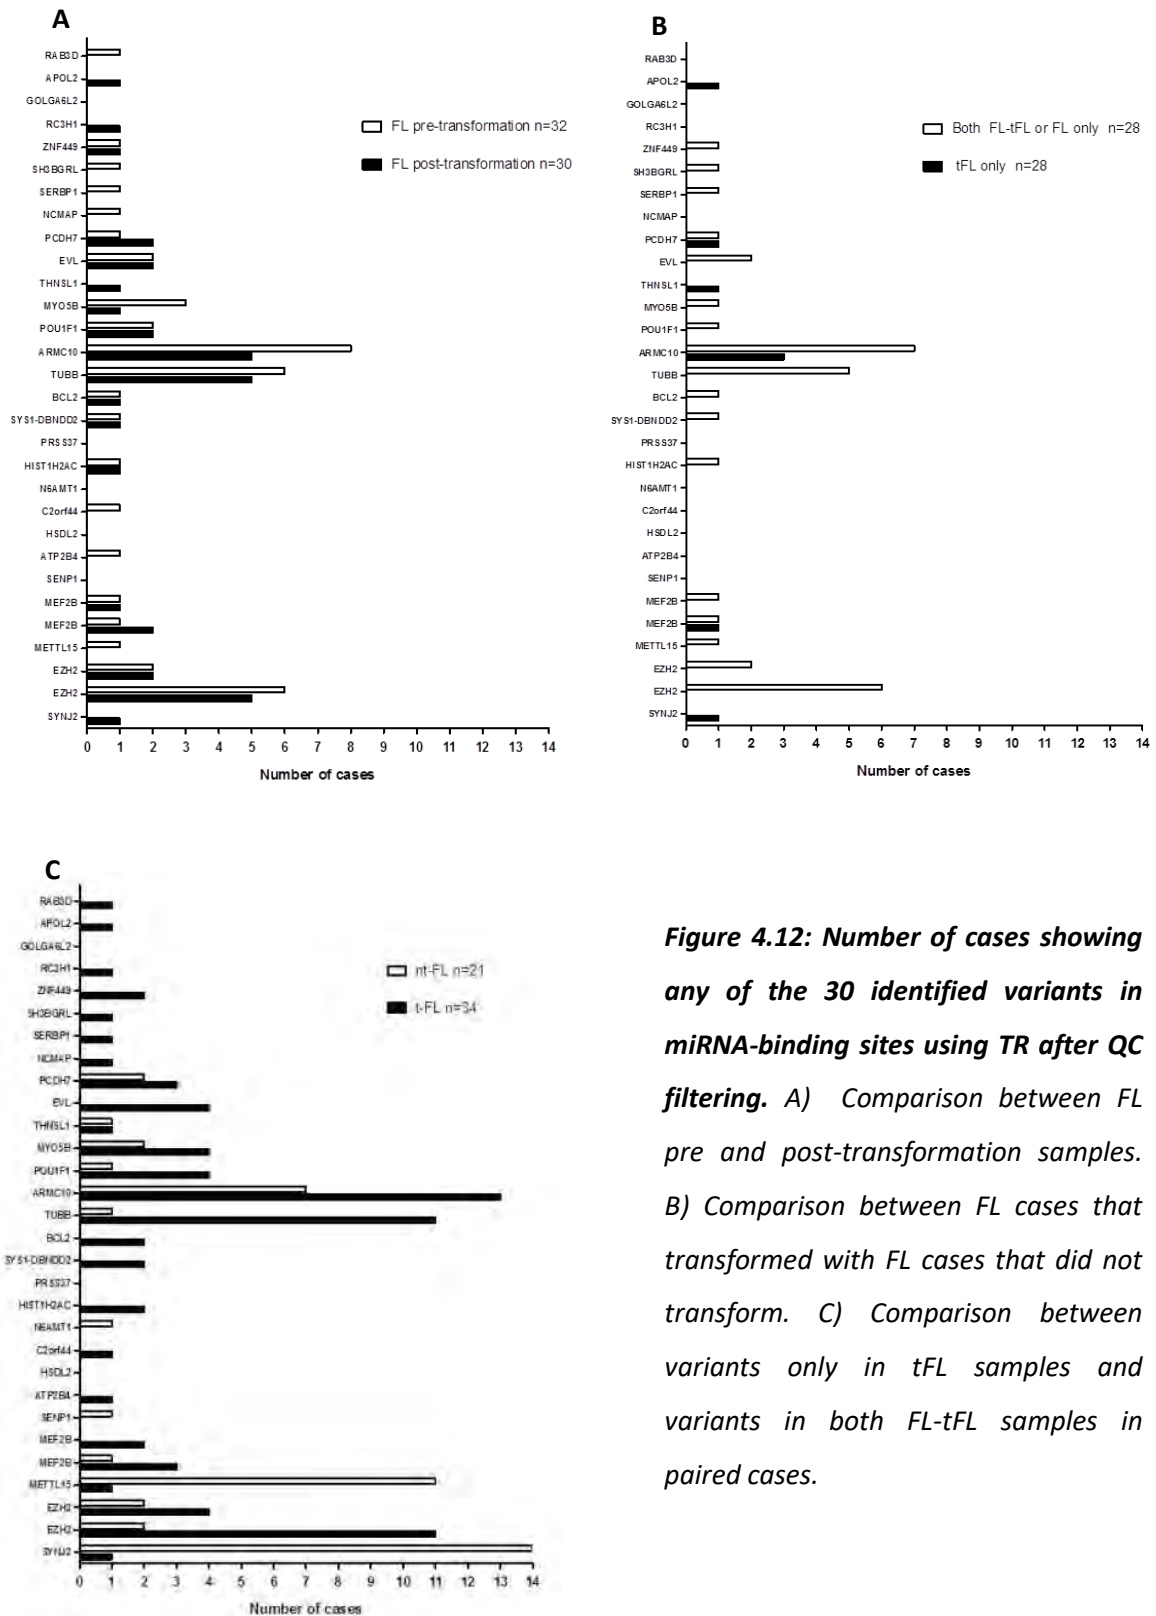 A
RAB3D
APOL2
GOLGA6L2
RC3H1
ZNF449
SH3BGRL
SERBP1
NCMAP
PCDH7
EVL
THNSL1
MYO5B
POU1F1
ARMC10
TUBB
BCL2
SYS1-DBNDD2
PRSS37
HIST1H2AC
N6AMT1
C2orf44
HSDL2
ATP2B4
SENP1
MEF2B
MEF2B
METTL15
EZH2
EZH2
SYNJ2
0 1 2 3 4 5 6 7 8 9 10 11 12 13 14
Number of cases
FL pre-transformation n=32
FL post-transformation n=30
B
RAB3D
APOL2
GOLGA6L2
RC3H1
ZNF449
SH3BGRL
SERBP1
NCMAP
PCDH7
EVL
THNSL1
MYO5B
POU1F1
ARMC10
TUBB
BCL2
SYS1-DBNDD2
PRSS37
HIST1H2AC
N6AMT1
C2orf44
HSDL2
ATP2B4
SENP1
MEF2B
MEF2B
METTL15
EZH2
EZH2
SYNJ2
0 1 2 3 4 5 6 7 8 9 10 11 12 13 14
Number of cases
Both FL-tFL or FL only n=28
tFL only n=28
C
RAB3D
APOL2
GOLGA6L2
RC3H1
ZNF449
SH3BGRL
SERBP1
NCMAP
PCDH7
EVL
THNSL1
MYO5B
POU1F1
ARMC10
TUBB
BCL2
SYS1-DBNDD2
PRSS37
HIST1H2AC
N6AMT1
C2orf44
HSDL2
ATP2B4
SENP1
MEF2B
MEF2B
METTL15
EZH2
EZH2
SYNJ2
0 1 2 3 4 5 6 7 8 9 10 11 12 13 14
Number of cases
nt-FL n=21
t-FL n=34
Figure 4.12: Number of cases showing
any of the 30 identified variants in
miRNA-binding sites using TR after QC
filtering. A) Comparison between FL
pre and post-transformation samples.
B) Comparison between FL cases that
transformed with FL cases that did not
transform. C) Comparison between
variants only in tFL samples and
variants in both FL-tFL samples in
paired cases.